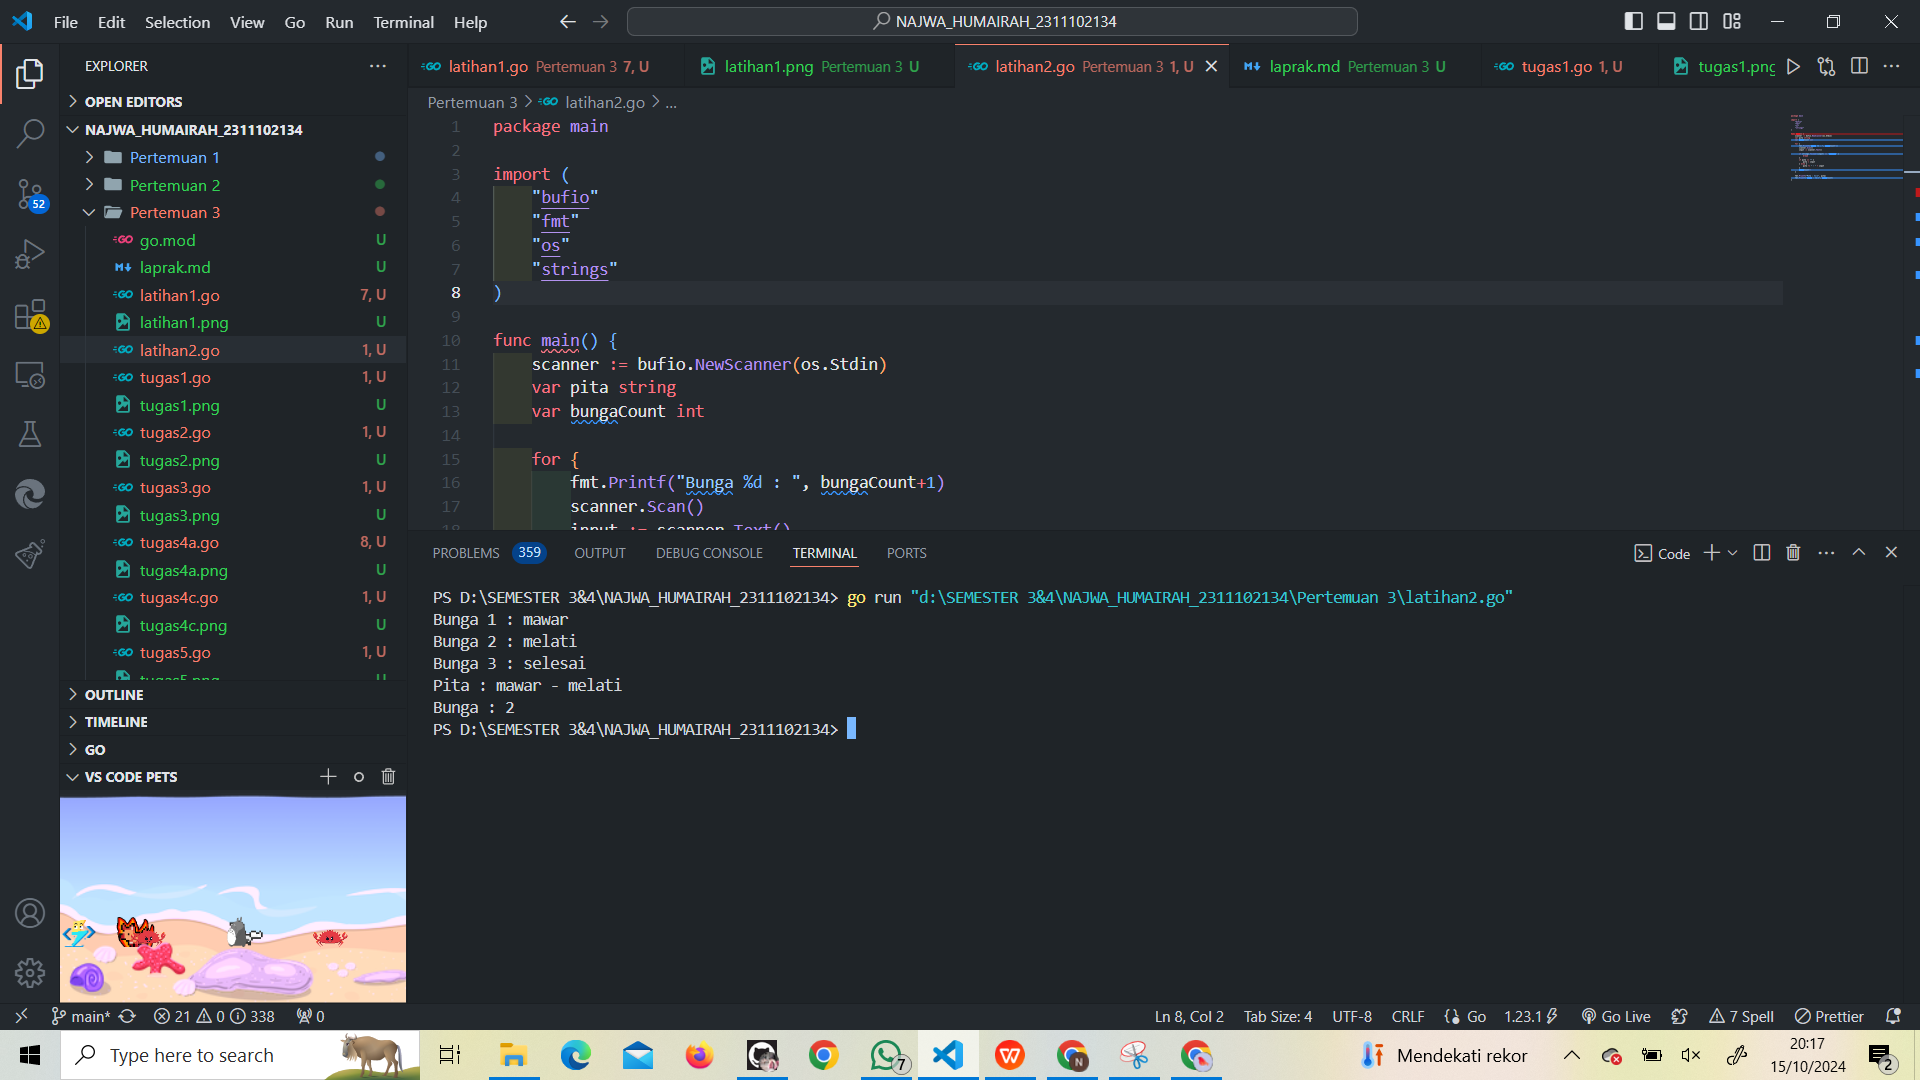 File Edit Selection View Go Run Terminal Help
NAJWA_HUMAIRAH_2311102134
EXPLORER
OPEN EDITORS
NAJWA_HUMAIRAH_2311102134
Pertemuan 1
Pertemuan 2
Pertemuan 3
go.mod U
laprak.md U
latihan1.go 7, U
latihan1.png U
latihan2.go 1, U
tugas1.go 1, U
tugas1.png U
tugas2.go 1, U
tugas2.png U
tugas3.go 1, U
tugas3.png U
tugas4a.go 8, U
tugas4a.png U
tugas4c.go 1, U
tugas4c.png U
tugas5.go 1, U
tugas5.png U
OUTLINE
TIMELINE
GO
VS CODE PETS
52
latihan1.go Pertemuan 3 7, U
latihan1.png Pertemuan 3 U
latihan2.go Pertemuan 3 1, U
laprak.md Pertemuan 3 U
tugas1.go 1, U
tugas1.png
Pertemuan 3 > latihan2.go > ...
1 package main
2
3 import (
4 "bufio"
5 "fmt"
6 "os"
7 "strings"
8 )
9
10 func main() {
11 scanner := bufio.NewScanner(os.Stdin)
12 var pita string
13 var bungaCount int
14
15 for {
16 fmt.Printf("Bunga %d : ", bungaCount+1)
17 scanner.Scan()
18 input := scanner.Text()
PROBLEMS 359 OUTPUT DEBUG CONSOLE TERMINAL PORTS
Code
PS D:\SEMESTER 3&4\NAJWA_HUMAIRAH_2311102134> go run "d:\SEMESTER 3&4\NAJWA_HUMAIRAH_2311102134\Pertemuan 3\latihan2.go"
Bunga 1 : mawar
Bunga 2 : melati
Bunga 3 : selesai
Pita : mawar - melati
Bunga : 2
PS D:\SEMESTER 3&4\NAJWA_HUMAIRAH_2311102134>
main* 21 0 338 0
Ln 8, Col 2 Tab Size: 4 UTF-8 CRLF Go 1.23.1 Go Live 7 Spell Prettier
Type here to search
7
Mendekati rekor
20:17
15/10/2024
2